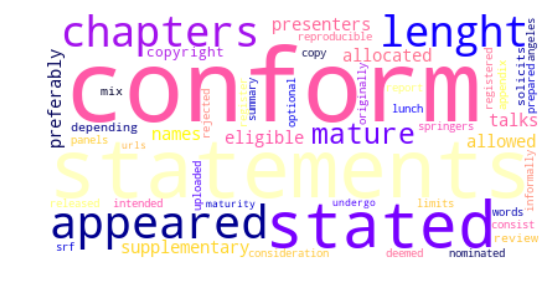 chapters presenters lenght
reproducible
copyright copy allocated
preferably conform originally registered solicits preparedangeles
mix rejected summary optional lunch
depending names eligible mature springers talks
panels urls allowed
statements informally
released intended uploaded maturity undergo limits
appeared stated words
consist
srf supplementary review
consideration deemed nominated